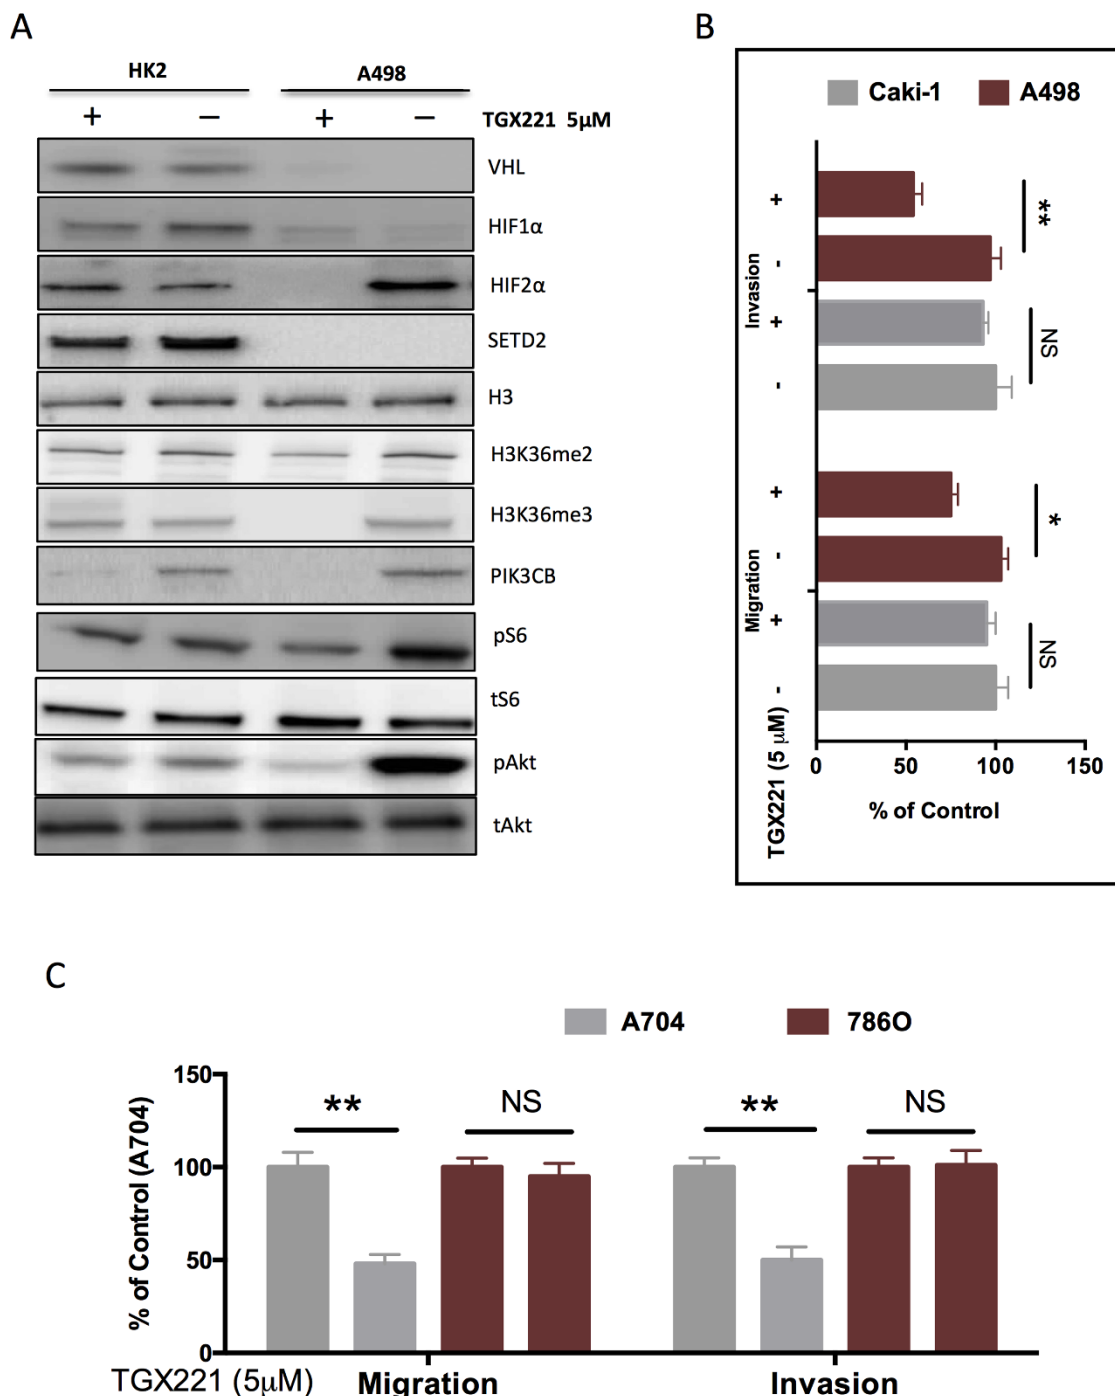 A
HK2 A498
+ − + − TGX221 5µM
VHL
HIF1α
HIF2α
SETD2
H3
H3K36me2
H3K36me3
PIK3CB
pS6
tS6
pAkt
tAkt
B
Caki-1 A498
Invasion
+
-
+
-
**
NS
Migration
+
-
+
-
*
NS
TGX221 (5 µM)
0 50 100 150
% of Control
C
A704 786O
% of Control (A704)
150
100
50
0
** NS ** NS
TGX221 (5µM) Migration Invasion